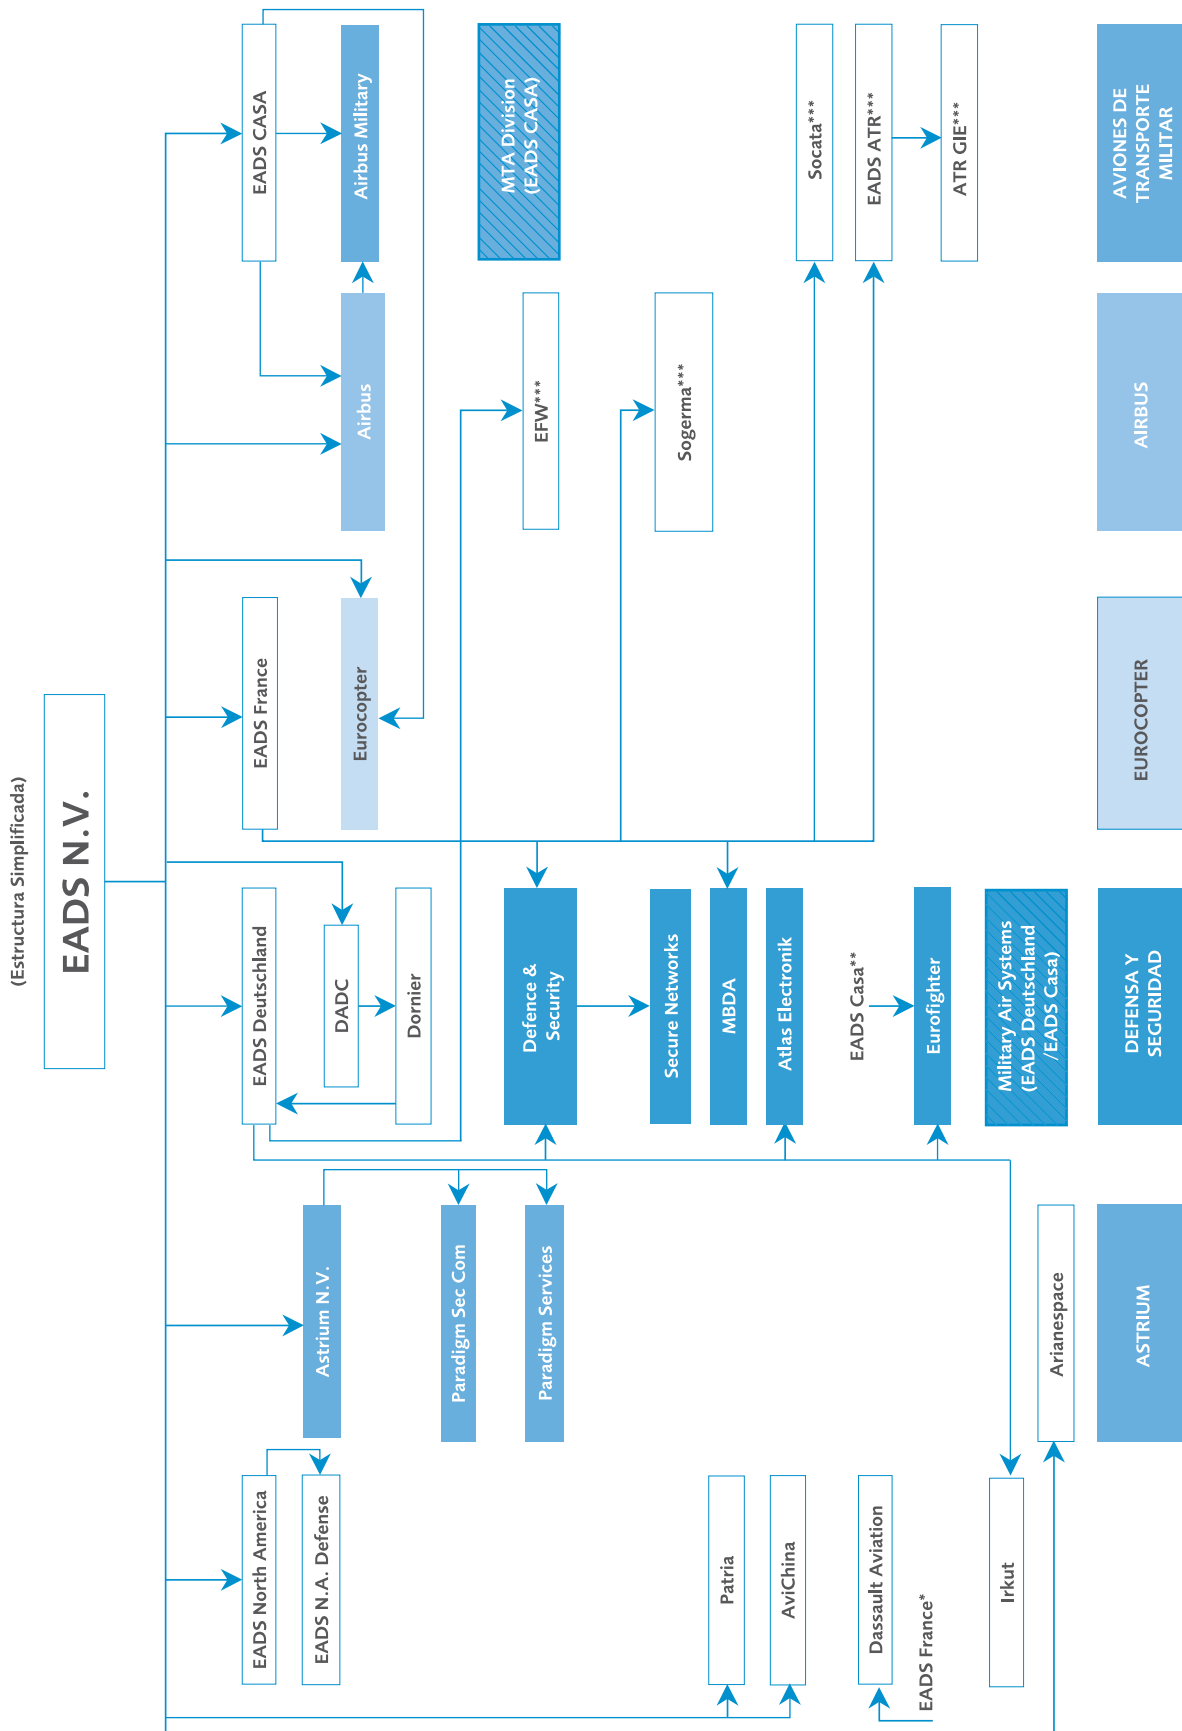 (Estructura Simplificada)
EADS N.V.
EADS North America
EADS N.A. Defense
Astrium N.V.
Paradigm Sec Com
Paradigm Services
EADS Deutschland
DADC
Dornier
EADS France
Eurocopter
EADS CASA
Airbus
Airbus Military
MTA Division
(EADS CASA)
EFW***
Sogerma***
Defence &
Security
Secure Networks
MBDA
Atlas Electronik
EADS Casa**
Eurofighter
Military Air Systems
(EADS Deutschland
/EADS Casa)
Socata***
EADS ATR***
ATR GIE***
Patria
AviChina
Dassault Aviation
EADS France*
Irkut
Arianespace
ASTRIUM
DEFENSA Y
SEGURIDAD
EUROCOPTER
AIRBUS
AVIONES DE
TRANSPORTE
MILITAR